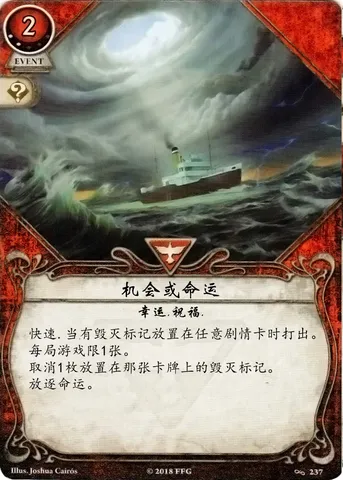 2
EVENT
?
机会或命运
幸运.祝福.
快速.当有毁灭标记放置在任意剧情卡时打出。
每局游戏限1张。
取消1枚放置在那张卡牌上的毁灭标记。
放逐命运。
Illus. Joshua Cairós
© 2018 FFG
237